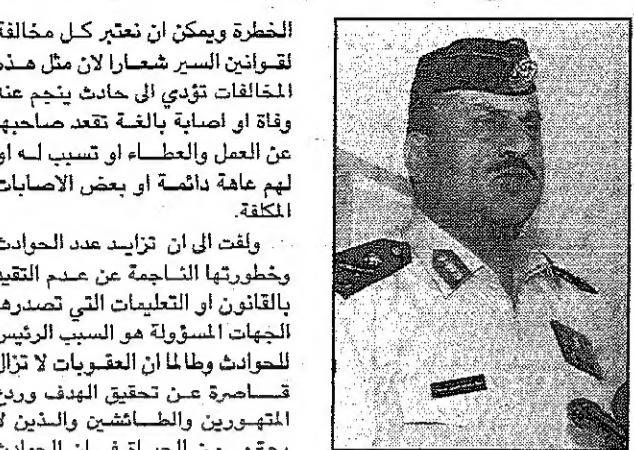 الخطرة ويمكن ان نعتبر كل مخالفة
لقوانين السير شعارا لان مثل هذه
المخالفات تؤدي الى حادث ينجم عنه
وفاة او اصابة بالغة تقعد صاحبها
عن العمل والعطاء او تسبب له او
لهم عاهة دائمة او بعض الاصابات
المكلفة.
ولفت الى ان تزايد عدد الحوادث
وخطورتها الناجمة عن عدم التقيد
بالقانون او التعليمات التي تصدرها
الجهات المسؤولة هو السبب الرئيس
للحوادث وطالما ان العقوبات لا تزال
قاصرة عن تحقيق الهدف وردع
المتهورين والطائشين والذين لا